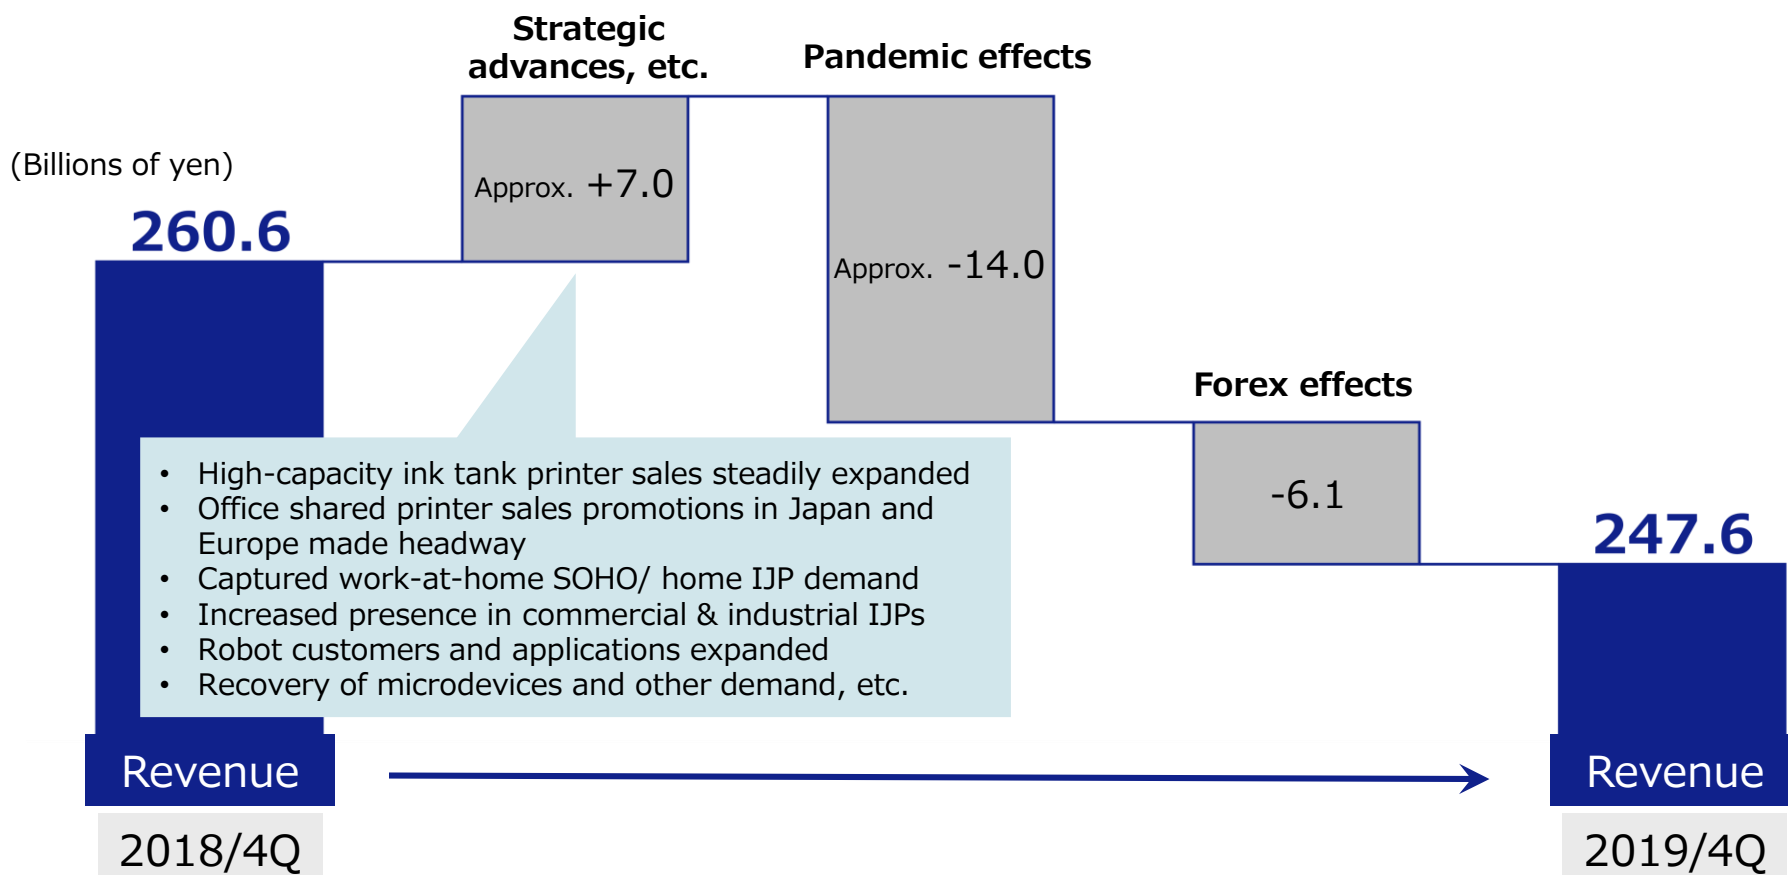 Strategic
advances, etc.
Pandemic effects
(Billions of yen)
Approx. +7.0
260.6
Approx. -14.0
Forex effects
• High-capacity ink tank printer sales steadily expanded
• Office shared printer sales promotions in Japan and
Europe made headway
• Captured work-at-home SOHO/ home IJP demand
• Increased presence in commercial & industrial IJPs
• Robot customers and applications expanded
• Recovery of microdevices and other demand, etc.
-6.1
247.6
Revenue
Revenue
2018/4Q
2019/4Q